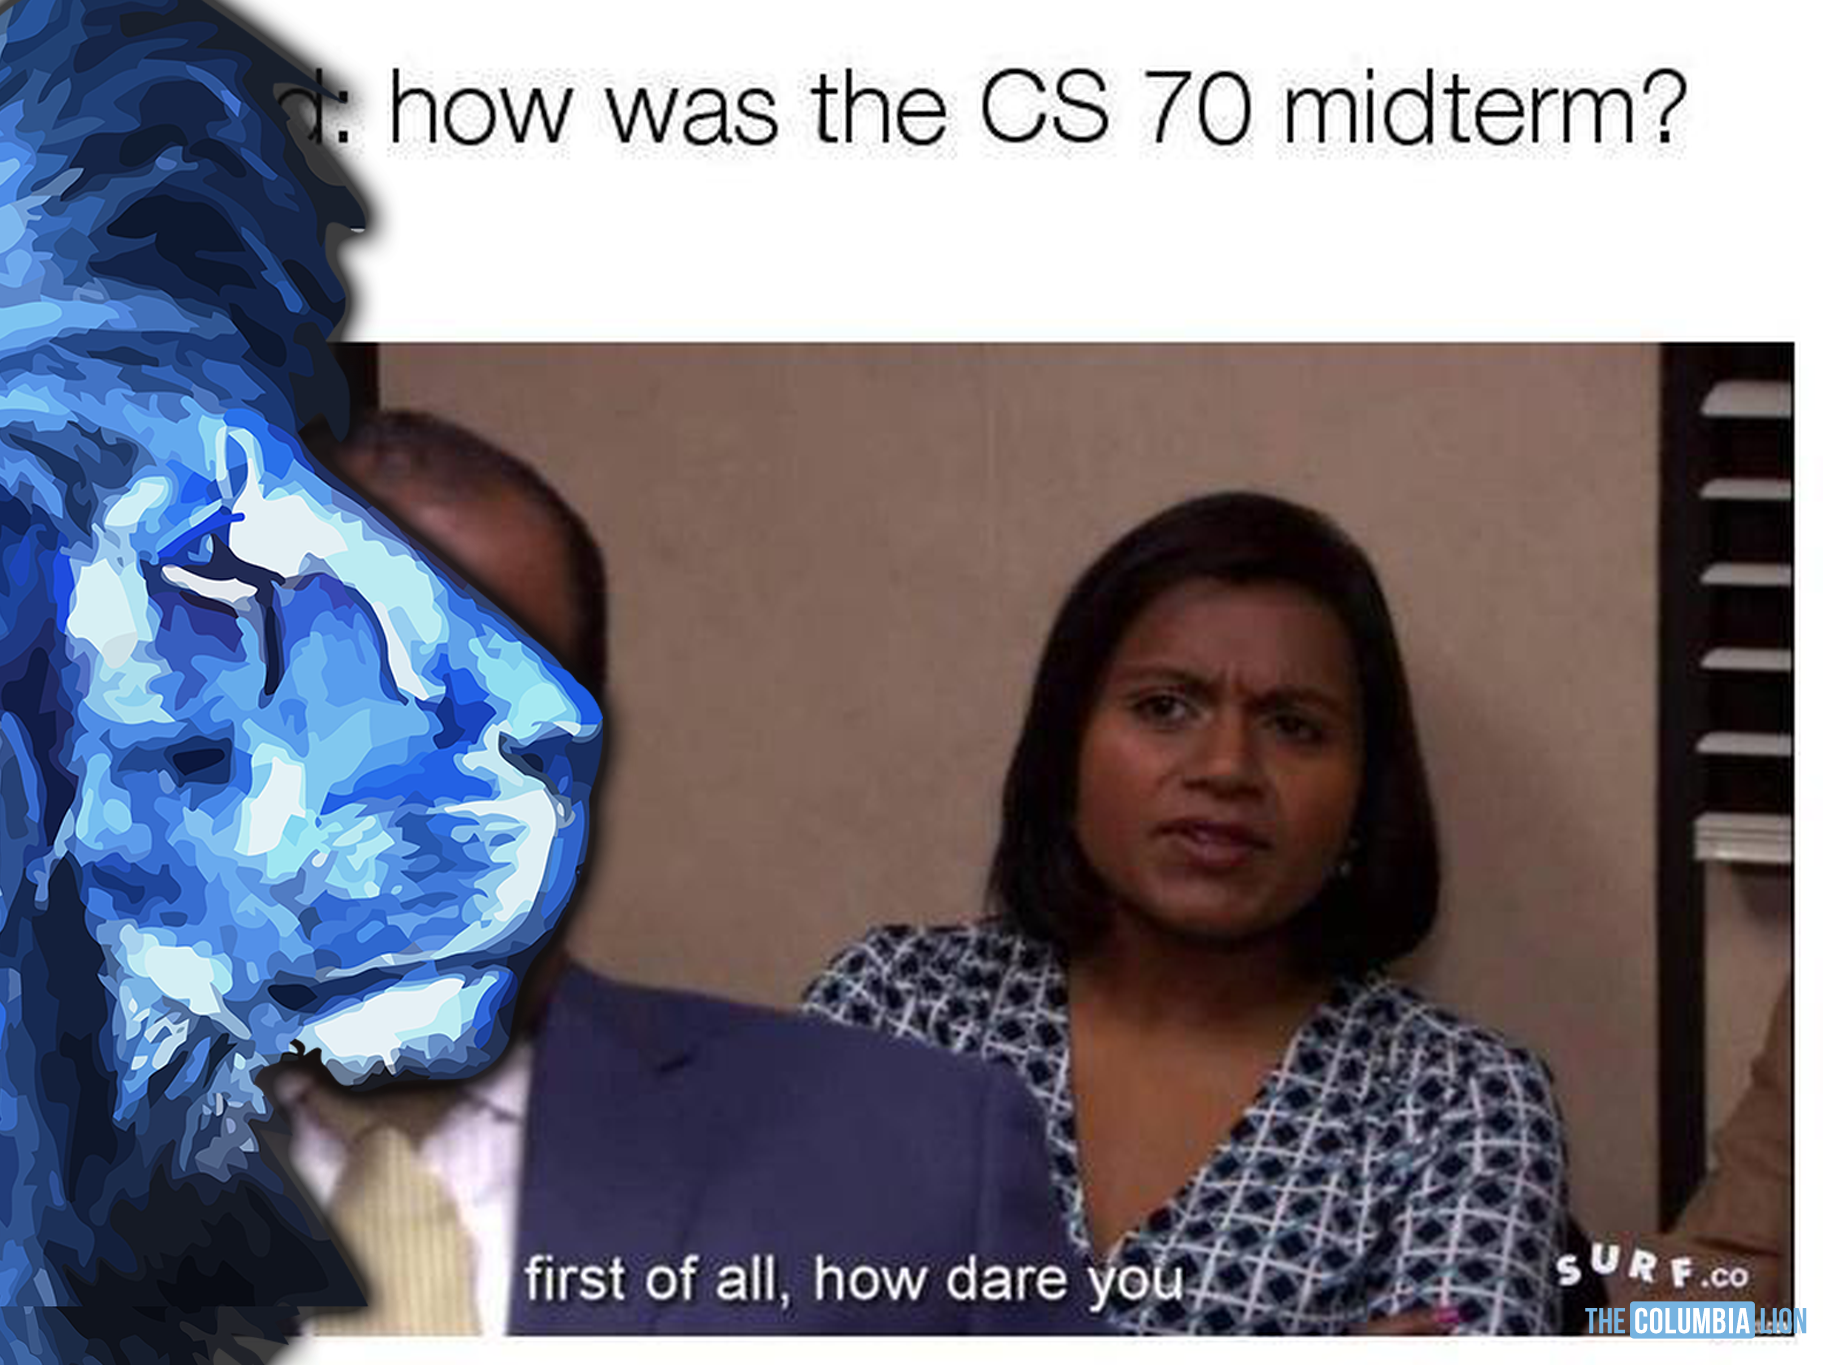 d: how was the CS 70 midterm?
first of all, how dare you
SURF.co
THE COLUMBIA LION